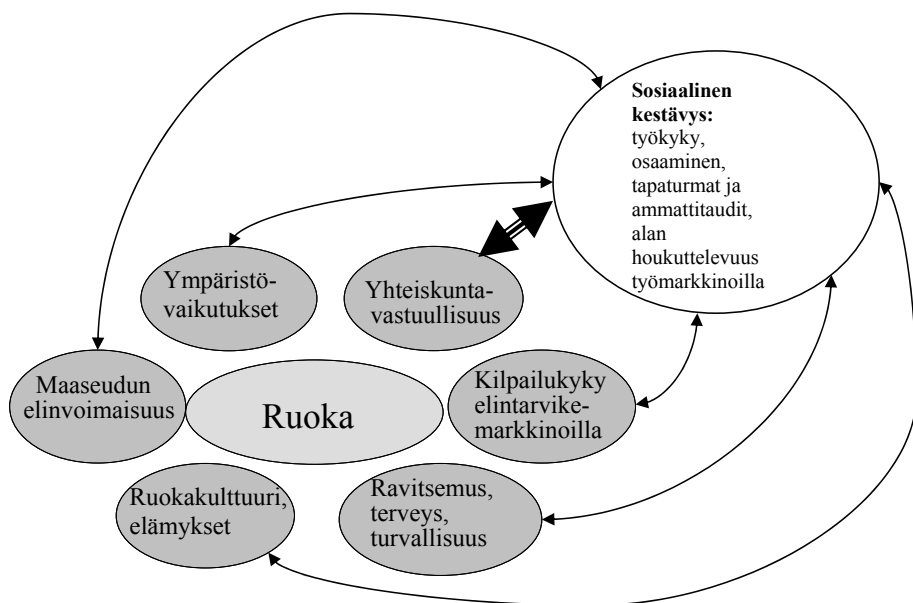 Sosiaalinen
kestävys:
työkyky,
osaaminen,
tapaturmat ja
ammattitaudit,
alan
houkuttelevuus
työmarkkinoilla
Ympäristö-
vaikutukset
Yhteiskunta-
vastuullisuus
Maaseudun
elinvoimaisuus
Ruoka
Kilpailukyky
elintarvike-
markkinoilla
Ruokakulttuuri,
elämykset
Ravitsemus,
terveys,
turvallisuus